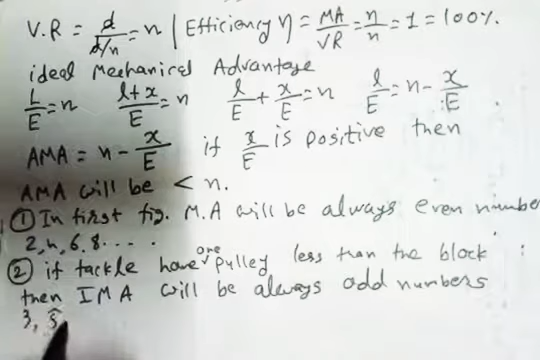 V.R = d/d/n = n | Efficiency η = MA/VR = n/n = 1 = 100%.
ideal Mechanical Advantage
L/E = n   l+x/E = n   l/E + x/E = n   l/E = n - x/E
AMA = n - x/E   if x/E is positive then
AMA will be < n.
① In first fig. M.A will be always even number
2, 4, 6, 8 ....
② if tackle have one pulley less than the block
then IMA will be always odd numbers
3, 5